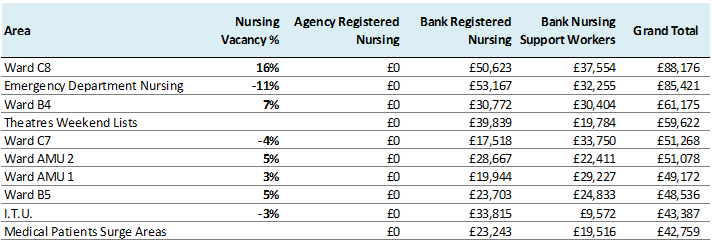 Area Nursing Vacancy % Agency Registered Nursing Bank Registered Nursing Bank Nursing Support Workers Grand Total
Ward C8 16% £0 £50,623 £37,554 £88,176
Emergency Department Nursing -11% £0 £53,167 £32,255 £85,421
Ward B4 7% £0 £30,772 £30,404 £61,175
Theatres Weekend Lists £0 £39,839 £19,784 £59,622
Ward C7 -4% £0 £17,518 £33,750 £51,268
Ward AMU 2 5% £0 £28,667 £22,411 £51,078
Ward AMU 1 3% £0 £19,944 £29,227 £49,172
Ward B5 5% £0 £23,703 £24,833 £48,536
I.T.U. -3% £0 £33,815 £9,572 £43,387
Medical Patients Surge Areas £0 £23,243 £19,516 £42,759